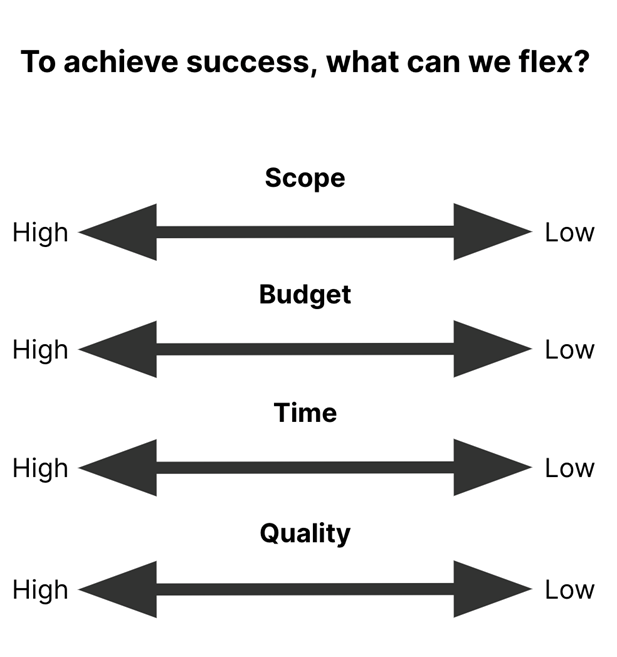 To achieve success, what can we flex?
Scope
High Low
Budget
High Low
Time
High Low
Quality
High Low